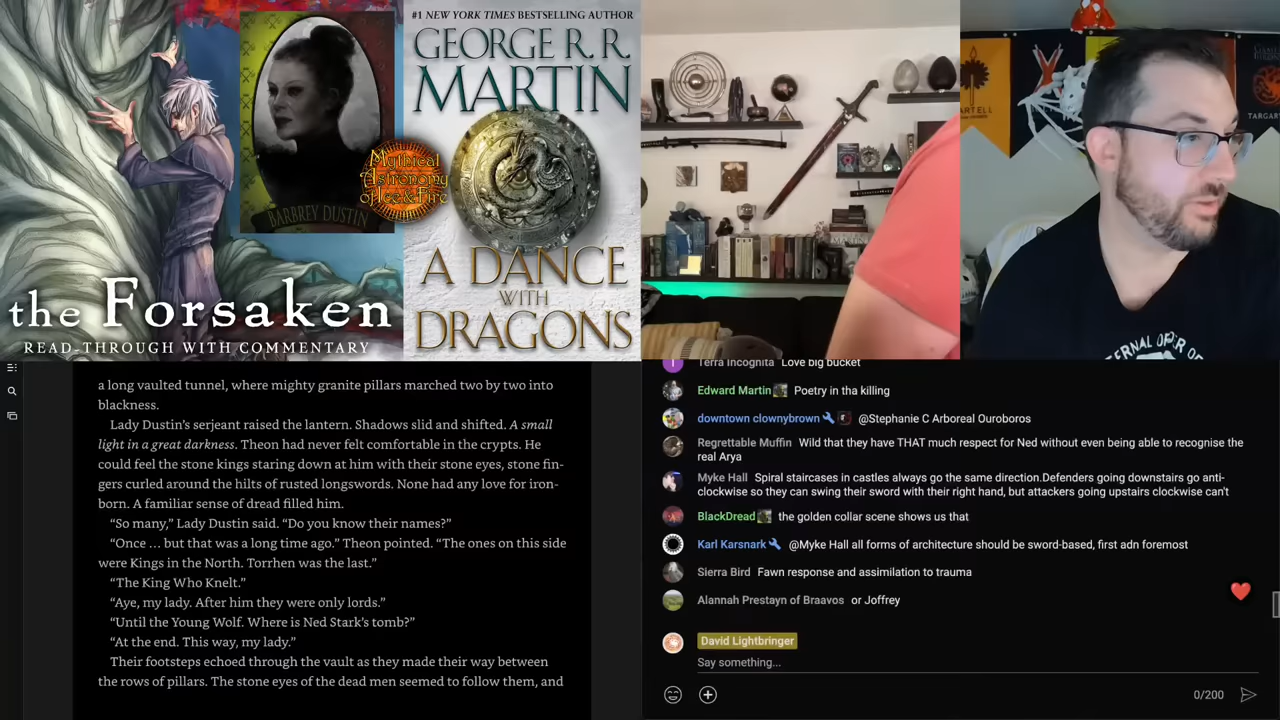 the Forsaken
READ-THROUGH WITH COMMENTARY
BARBREY DUSTIN
Mythical
Astronomy
of Ice & Fire
#1 NEW YORK TIMES BESTSELLING AUTHOR
GEORGE R. R.
MARTIN
A DANCE
WITH
DRAGONS
MARTIN
ARTELL
TARGAR
ERNAL ORDER OF
a long vaulted tunnel, where mighty granite pillars marched two by two into
blackness.
Lady Dustin's serjeant raised the lantern. Shadows slid and shifted. A small
light in a great darkness. Theon had never felt comfortable in the crypts. He
could feel the stone kings staring down at him with their stone eyes, stone fin-
gers curled around the hilts of rusted longswords. None had any love for iron-
born. A familiar sense of dread filled him.
“So many,” Lady Dustin said. “Do you know their names?”
“Once … but that was a long time ago.” Theon pointed. “The ones on this side
were Kings in the North. Torrhen was the last.”
“The King Who Knelt.”
“Aye, my lady. After him they were only lords.”
“Until the Young Wolf. Where is Ned Stark's tomb?”
“At the end. This way, my lady.”
Their footsteps echoed through the vault as they made their way between
the rows of pillars. The stone eyes of the dead men seemed to follow them, and
Terra Incognita Love big bucket
Edward Martin Poetry in tha killing
downtown clownybrown @Stephanie C Arboreal Ouroboros
Regrettable Muffin Wild that they have THAT much respect for Ned without even being able to recognise the
real Arya
Myke Hall Spiral staircases in castles always go the same direction.Defenders going downstairs go anti-
clockwise so they can swing their sword with their right hand, but attackers going upstairs clockwise can't
BlackDread the golden collar scene shows us that
Karl Karsnark @Myke Hall all forms of architecture should be sword-based, first adn foremost
Sierra Bird Fawn response and assimilation to trauma
Alannah Prestayn of Braavos or Joffrey
David Lightbringer
Say something...
0/200